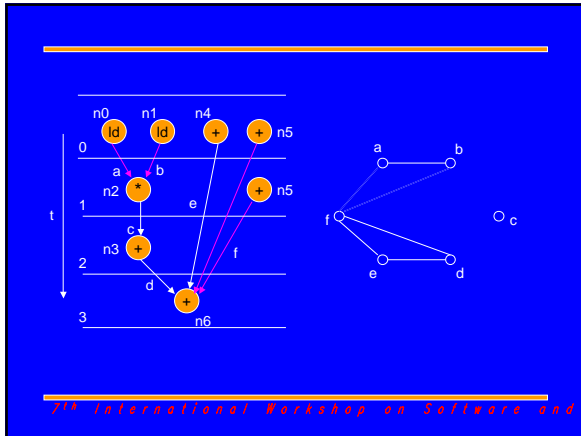 n0 n1 n4
ld ld + + n5
0
a b
a b
n2 * + n5
t
1
e
f
c
c
n3 +
f
e d
2
d
+
3
n6
7th International Workshop on Software and